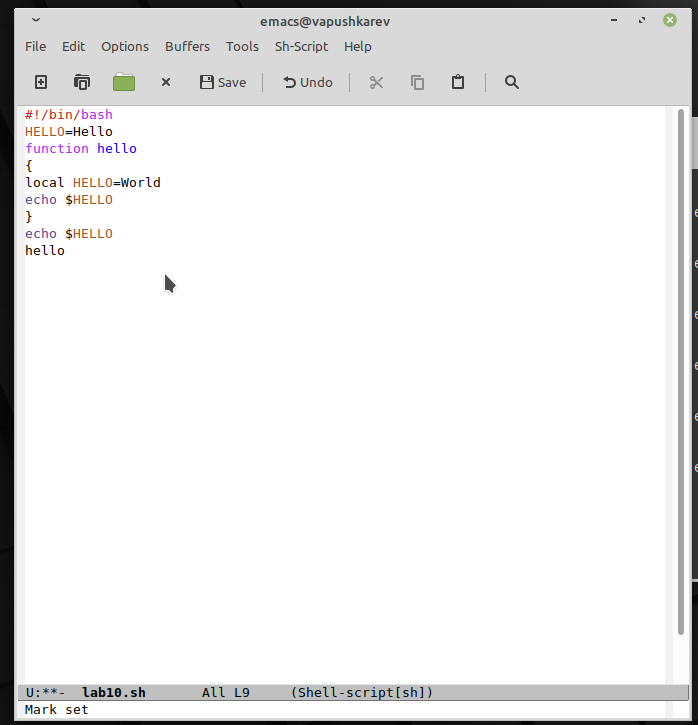 emacs@vapushkarev
File Edit Options Buffers Tools Sh-Script Help
Save Undo
#!/bin/bash
HELLO=Hello
function hello
{
local HELLO=World
echo $HELLO
}
echo $HELLO
hello
U:**-  lab10.sh       All L9     (Shell-script[sh])
Mark set